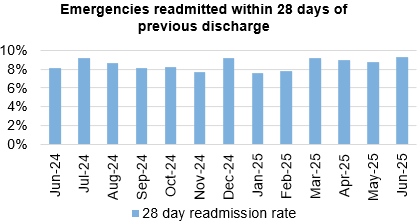 Emergencies readmitted within 28 days of
previous discharge
10%
8%
6%
4%
2%
0%
Jun-24
Jul-24
Aug-24
Sep-24
Oct-24
Nov-24
Dec-24
Jan-25
Feb-25
Mar-25
Apr-25
May-25
Jun-25
28 day readmission rate